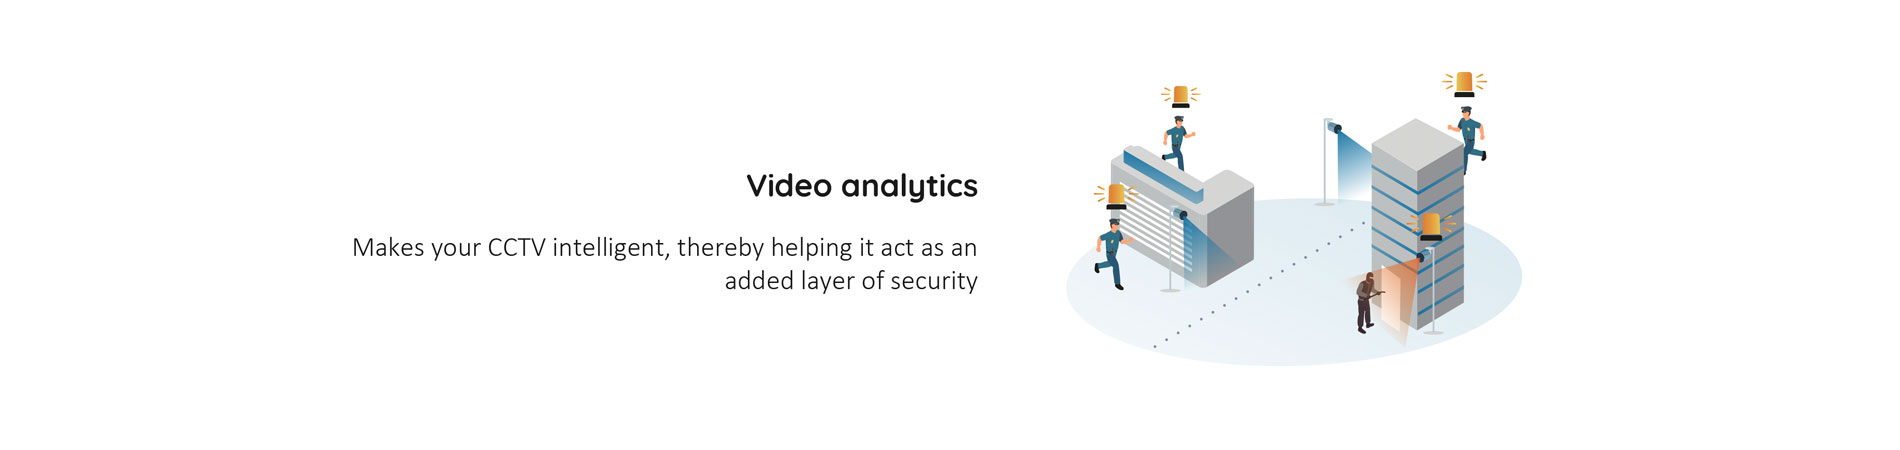 Video analytics
Makes your CCTV intelligent, thereby helping it act as an
added layer of security